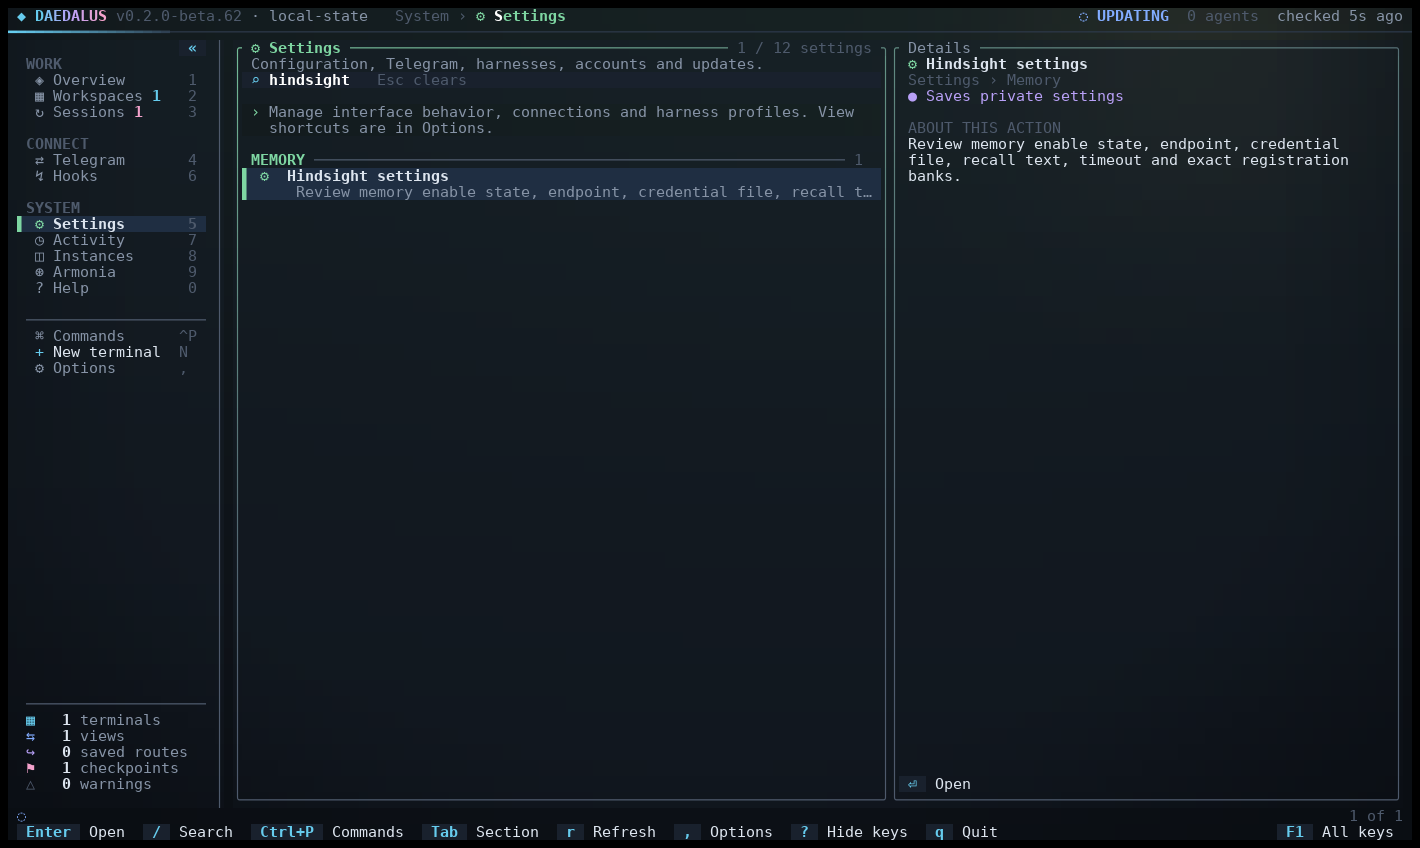 ◆ DAEDALUS v0.2.0-beta.62 · local-state   System › ⚙ Settings   ◌ UPDATING  0 agents  checked 5s ago
«
WORK
◈ Overview 1
▦ Workspaces 1 2
↻ Sessions 1 3
CONNECT
⇄ Telegram 4
↯ Hooks 6
SYSTEM
⚙ Settings 5
◷ Activity 7
◫ Instances 8
⊛ Armonia 9
? Help 0
⌘ Commands ^P
+ New terminal N
⚙ Options ,
▦ 1 terminals
⇆ 1 views
↪ 0 saved routes
⚑ 1 checkpoints
△ 0 warnings
⚙ Settings 1 / 12 settings
Configuration, Telegram, harnesses, accounts and updates.
⌕ hindsight Esc clears
› Manage interface behavior, connections and harness profiles. View
shortcuts are in Options.
MEMORY 1
⚙ Hindsight settings
Review memory enable state, endpoint, credential file, recall t…
Details
⚙ Hindsight settings
Settings › Memory
● Saves private settings
ABOUT THIS ACTION
Review memory enable state, endpoint, credential
file, recall text, timeout and exact registration
banks.
⏎ Open
◌ 1 of 1
Enter Open / Search Ctrl+P Commands Tab Section r Refresh , Options ? Hide keys q Quit F1 All keys